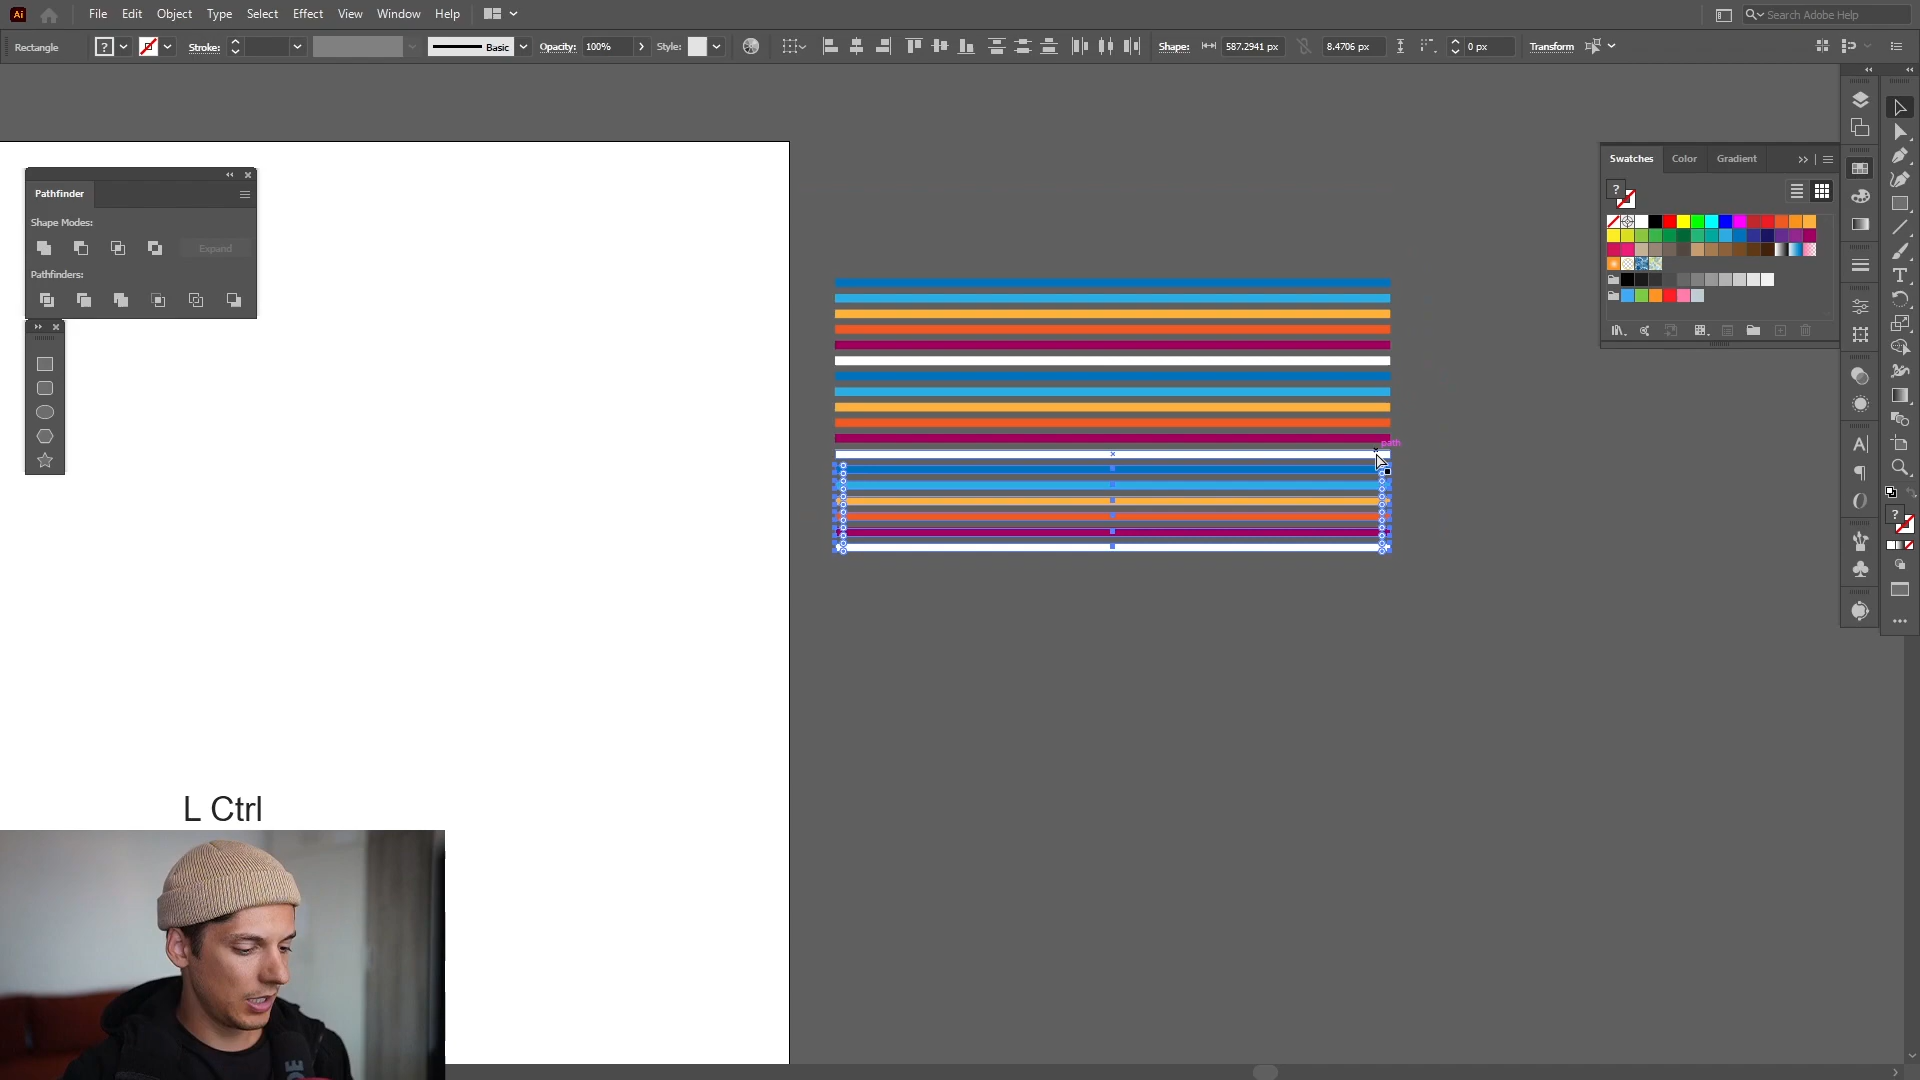 Ai File Edit Object Type Select Effect View Window Help Search Adobe Help
Rectangle ? Stroke: Basic Opacity: 100% Style: Shape: 587.2941 px 8.4706 px 0 px Transform
Swatches Color Gradient
?
Pathfinder
Shape Modes:
Expand
Pathfinders:
path
?
L Ctrl